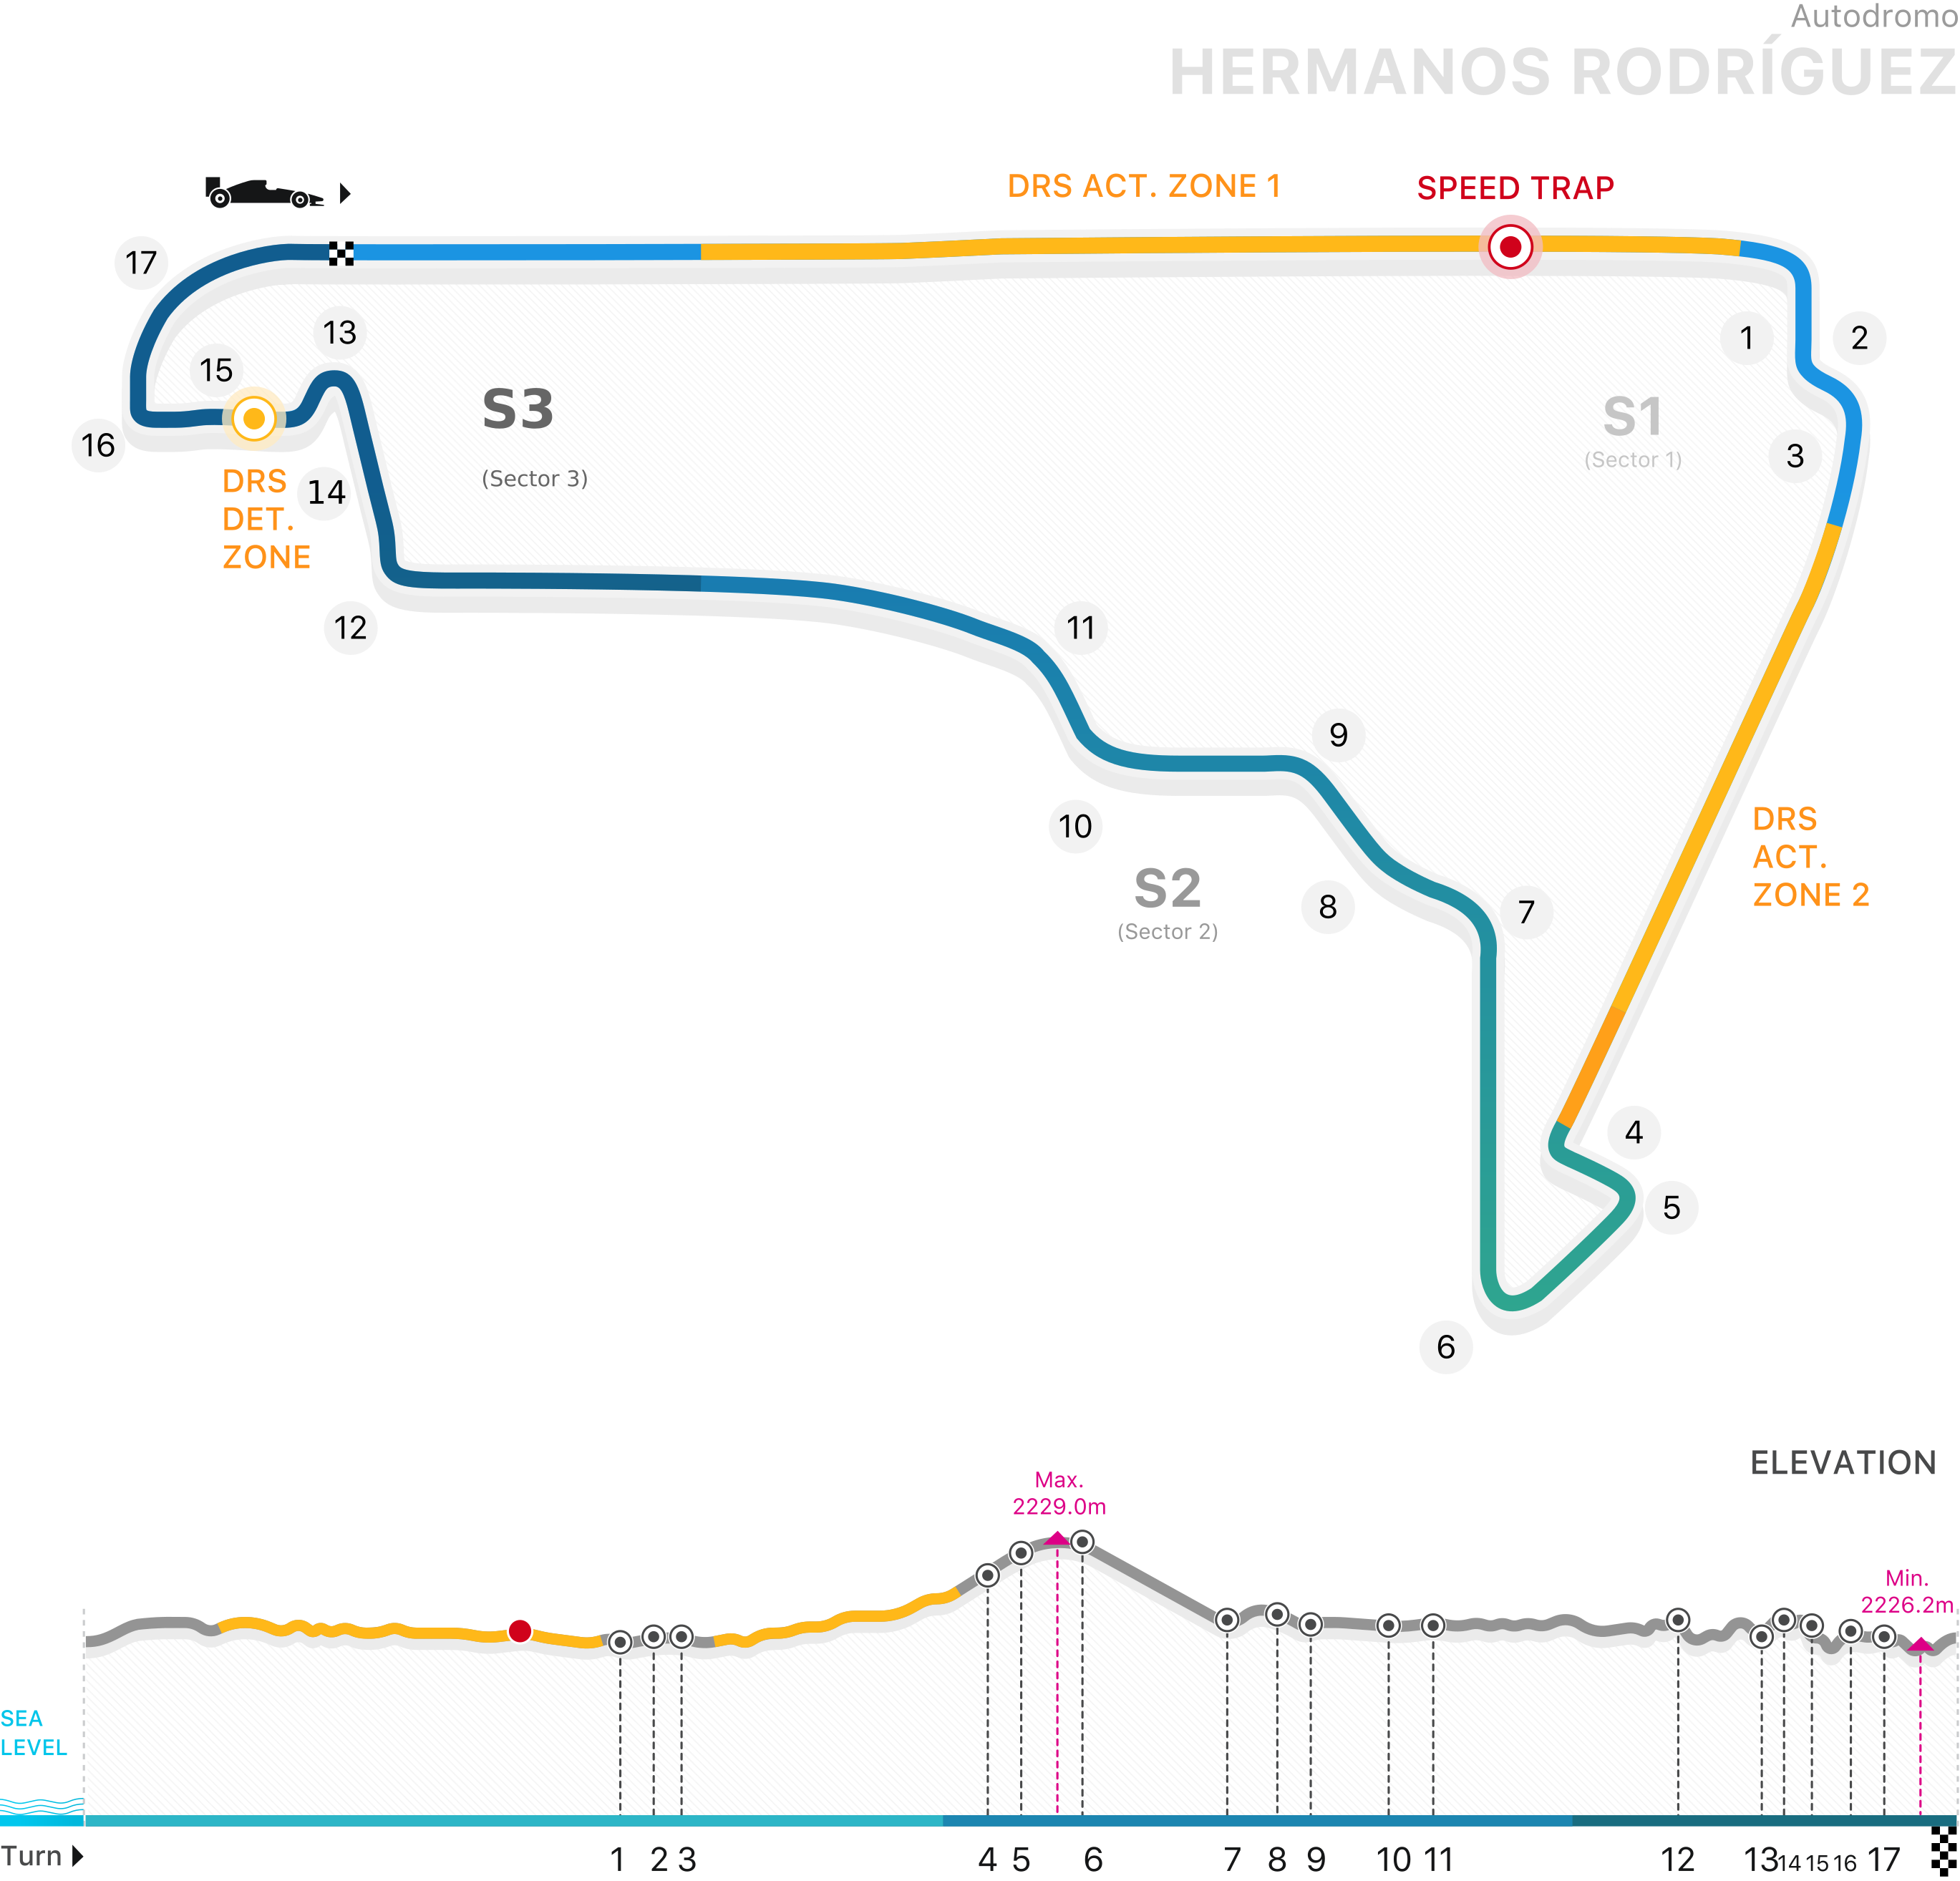 Autodromo
HERMANOS RODRÍGUEZ
DRS ACT. ZONE 1
SPEED TRAP
17
13
15
16
14
12
DRS
DET.
ZONE
S3
(Sector 3)
S1
(Sector 1)
1
2
3
11
9
10
S2
(Sector 2)
8
7
DRS
ACT.
ZONE 2
4
5
6
ELEVATION
Max.
2229.0m
Min.
2226.2m
SEA
LEVEL
Turn
1 2 3 4 5 6 7 8 9 10 11 12 13 14 15 16 17